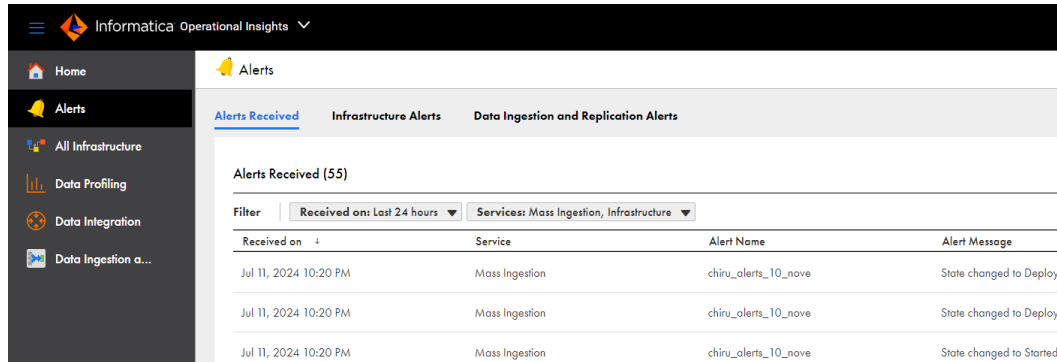 Informatica Operational Insights
Home
Alerts
All Infrastructure
Data Profiling
Data Integration
Data Ingestion a...
Alerts
Alerts Received Infrastructure Alerts Data Ingestion and Replication Alerts
Alerts Received (55)
Filter Received on: Last 24 hours Services: Mass Ingestion, Infrastructure
Received on ↓ Service Alert Name Alert Message
Jul 11, 2024 10:20 PM Mass Ingestion chiru_alerts_10_nove State changed to Deploy
Jul 11, 2024 10:20 PM Mass Ingestion chiru_alerts_10_nove State changed to Deploy
Jul 11, 2024 10:20 PM Mass Ingestion chiru_alerts_10_nove State changed to Started